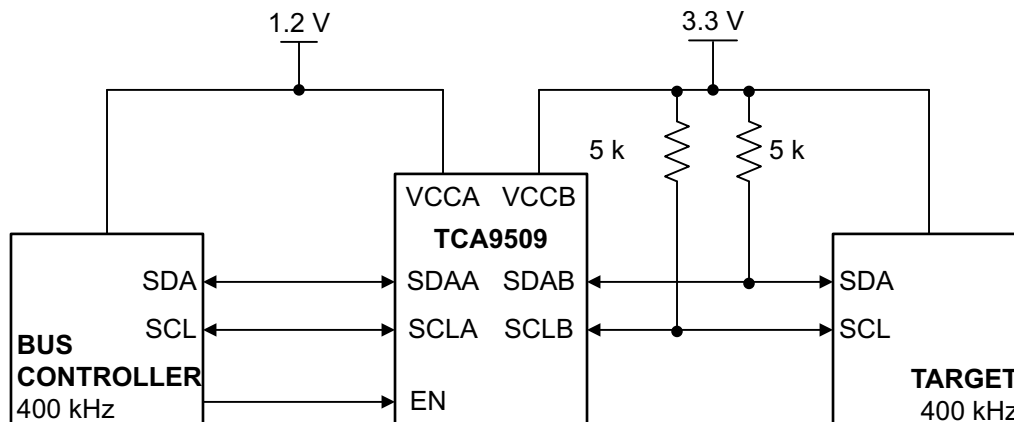 1.2 V
3.3 V
5 k
5 k
VCCA VCCB
TCA9509
SDA
SDAA SDAB
SDA
SCL
SCLA SCLB
SCL
BUS
CONTROLLER
400 kHz
EN
TARGET
400 kHz